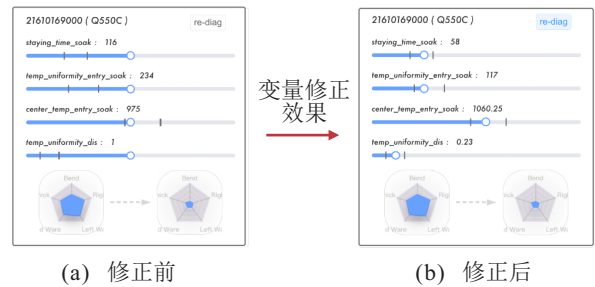 21610169000 ( Q550C )
re-diag
staying_time_soak : 116
temp_uniformity_entry_soak : 234
center_temp_entry_soak : 975
temp_uniformity_dis : 1
Bend
Left
(a) 修正前
变量修正
效果
21610169000 ( Q550C )
re-diag
staying_time_soak : 58
temp_uniformity_entry_soak : 117
center_temp_entry_soak : 1060.25
temp_uniformity_dis : 0.23
Bend
Left
(b) 修正后